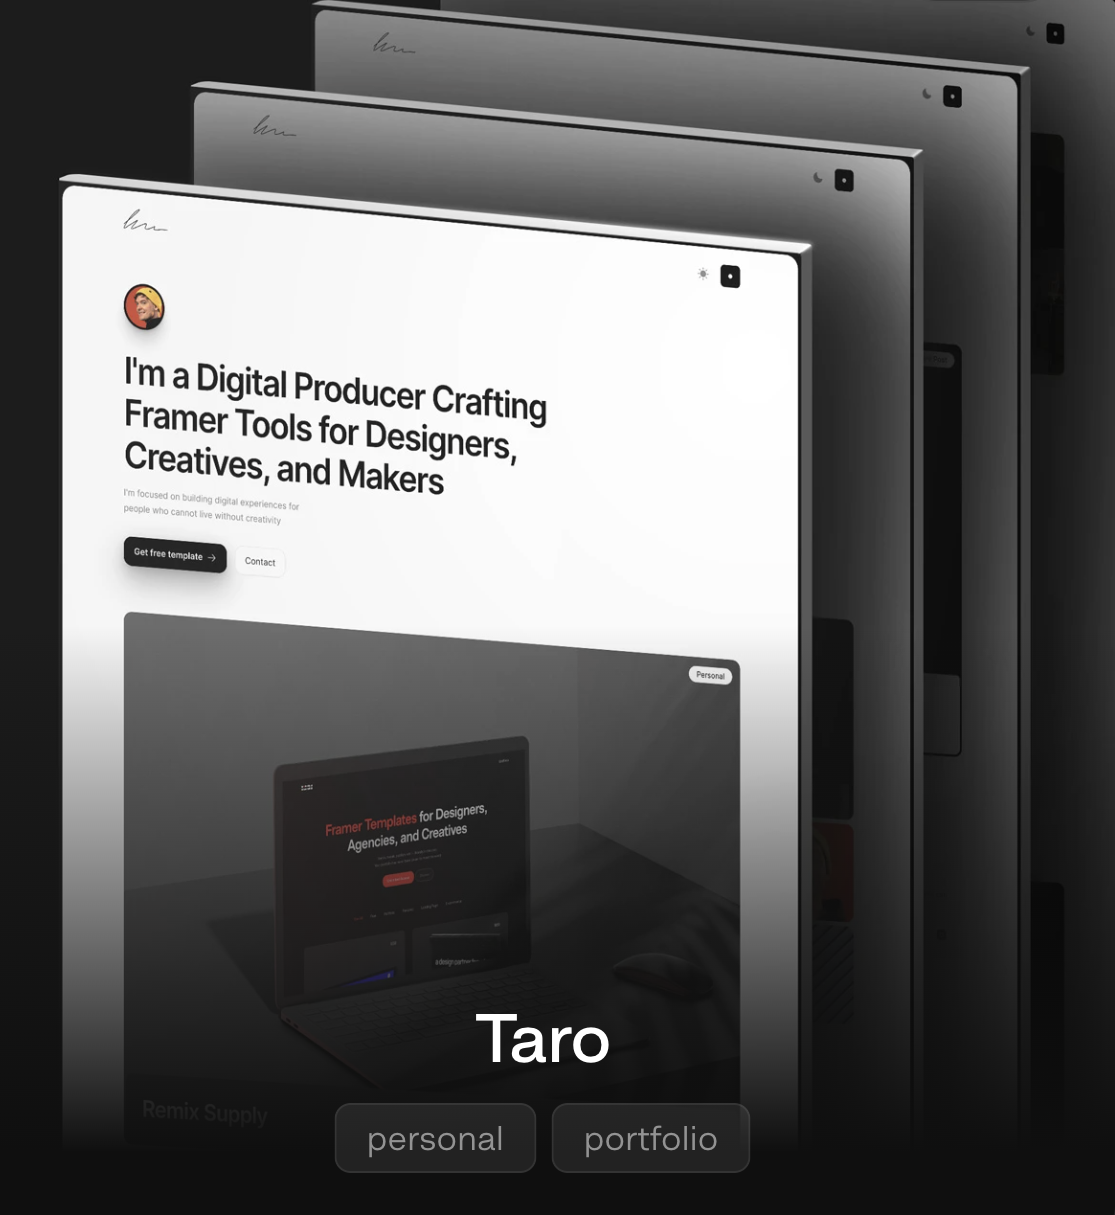 I'm a Digital Producer Crafting
Framer Tools for Designers,
Creatives, and Makers
I'm focused on building digital experiences for
people who cannot live without creativity
Get free template →
Contact
Personal
Framer Templates for Designers,
Agencies, and Creatives
Remix Supply
Taro
personal
portfolio